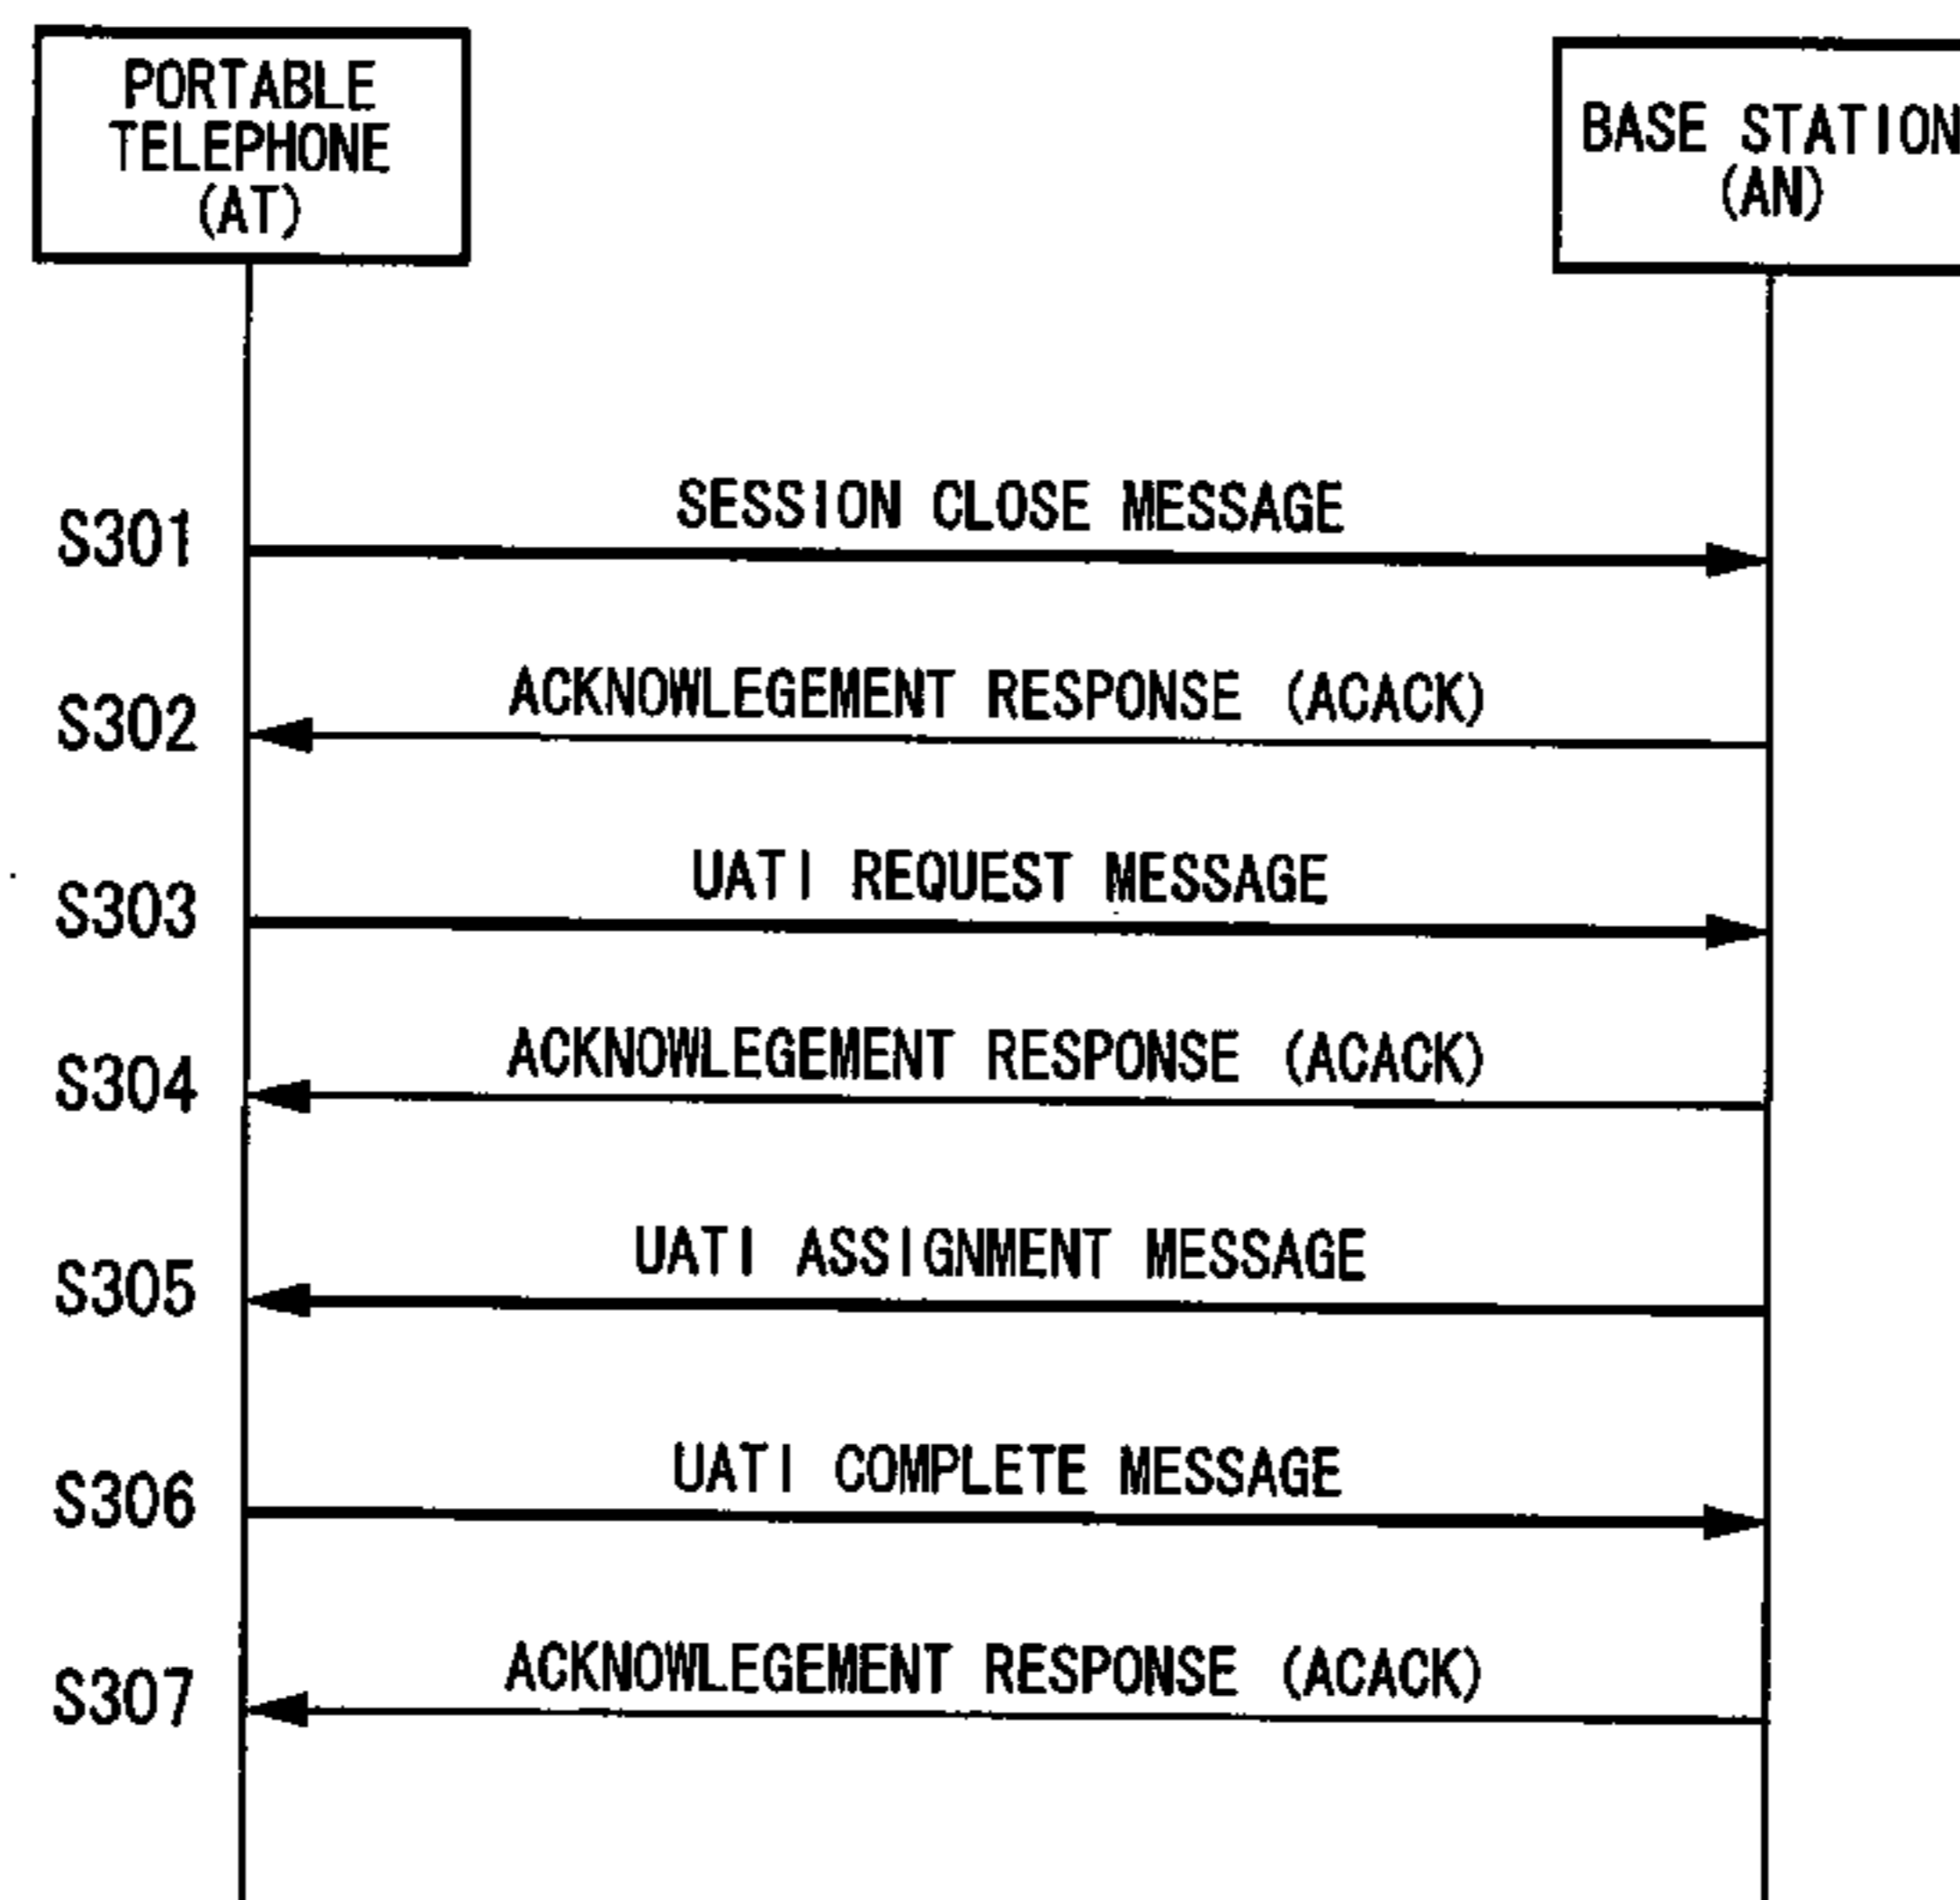 PORTABLE
TELEPHONE
(AT)
BASE STATION
(AN)
SESSION CLOSE MESSAGE
S301
ACKNOWLEGEMENT RESPONSE (ACACK)
S302
UATI REQUEST MESSAGE
S303
ACKNOWLEGEMENT RESPONSE (ACACK)
S304
UATI ASSIGNMENT MESSAGE
S305
UATI COMPLETE MESSAGE
S306
ACKNOWLEGEMENT RESPONSE (ACACK)
S307